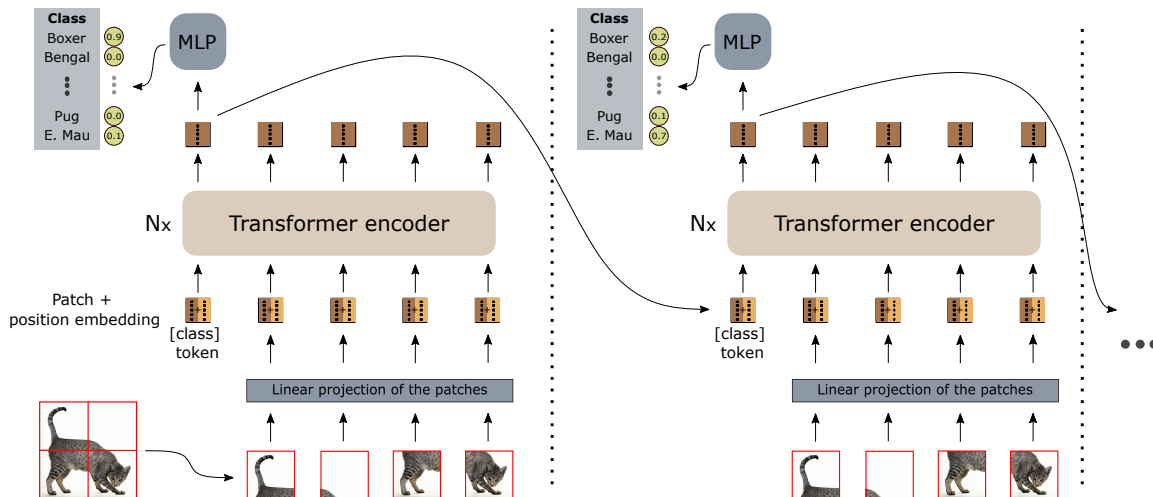 Class
Boxer 0.9
Bengal 0.0
Pug 0.0
E. Mau 0.1
MLP
Nx
Transformer encoder
Patch +
position embedding
[class]
token
Linear projection of the patches
Class
Boxer 0.2
Bengal 0.0
Pug 0.1
E. Mau 0.7
MLP
Nx
Transformer encoder
[class]
token
Linear projection of the patches